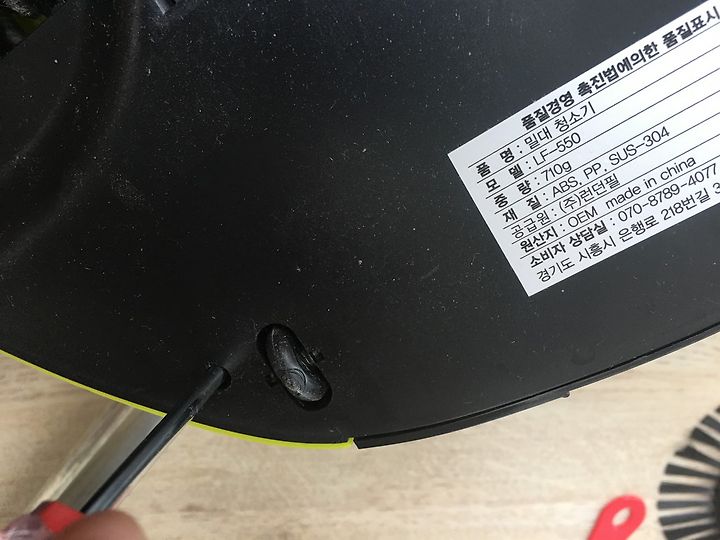 품질경영 촉진법에의한 품질표시
품 명 : 밀대 청소기
모 델 : LF-550
중 량 : 710g
재 질 : ABS, PP, SUS-304
공급원 : (주)런던필
원산지 : OEM made in china
소비자 상담실 : 070-8789-4077
경기도 시흥시 은행로 218번길 3